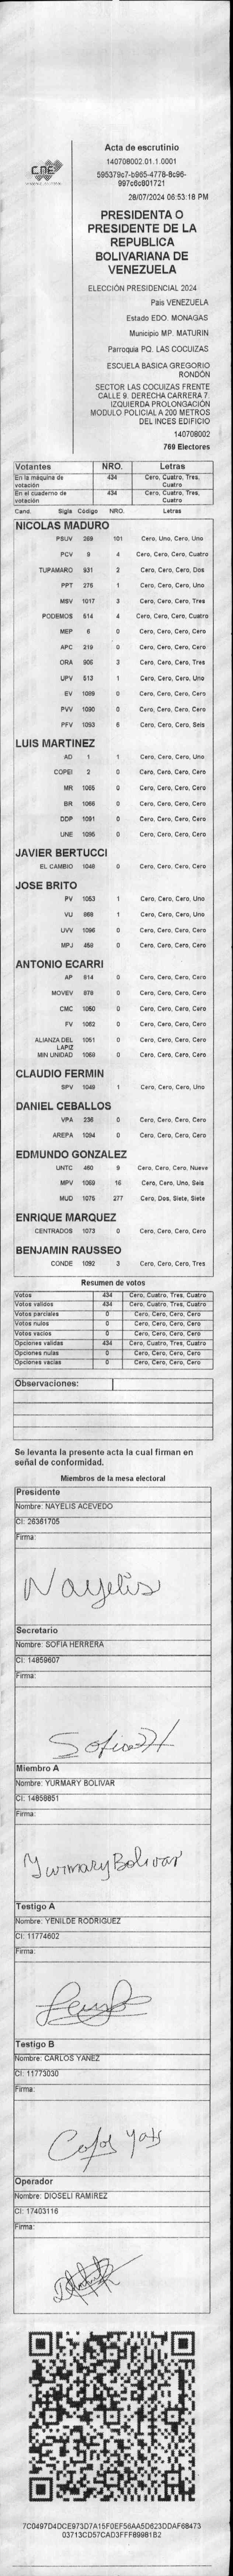 CNE
Acta de escrutinio
140708002.01.1.0001
595379c7-b965-4778-8c96-
997c6c801721
28/07/2024 06:53:18 PM
PRESIDENTA O
PRESIDENTE DE LA
REPUBLICA
BOLIVARIANA DE
VENEZUELA
ELECCIÓN PRESIDENCIAL 2024
Pais VENEZUELA
Estado EDO. MONAGAS
Municipio MP. MATURIN
Parroquia PQ. LAS COCUIZAS
ESCUELA BASICA GREGORIO
RONDÓN
SECTOR LAS COCUIZAS FRENTE
CALLE 9. DERECHA CARRERA 7.
IZQUIERDA PROLONGACIÓN
MODULO POLICIAL A 200 METROS
DEL INCES EDIFICIO
140708002
769 Electores
Votantes NRO. Letras
En la máquina de votación 434 Cero, Cuatro, Tres, Cuatro
En el cuaderno de votación 434 Cero, Cuatro, Tres, Cuatro
Cand. Sigla Código NRO. Letras
NICOLAS MADURO
PSUV 269 101 Cero, Uno, Cero, Uno
PCV 9 4 Cero, Cero, Cero, Cuatro
TUPAMARO 931 2 Cero, Cero, Cero, Dos
PPT 276 1 Cero, Cero, Cero, Uno
MSV 1017 3 Cero, Cero, Cero, Tres
PODEMOS 514 4 Cero, Cero, Cero, Cuatro
MEP 6 0 Cero, Cero, Cero, Cero
APC 219 0 Cero, Cero, Cero, Cero
ORA 906 3 Cero, Cero, Cero, Tres
UPV 513 1 Cero, Cero, Cero, Uno
EV 1089 0 Cero, Cero, Cero, Cero
PVV 1090 0 Cero, Cero, Cero, Cero
PFV 1093 6 Cero, Cero, Cero, Seis
LUIS MARTINEZ
AD 1 1 Cero, Cero, Cero, Uno
COPEI 2 0 Cero, Cero, Cero, Cero
MR 1065 0 Cero, Cero, Cero, Cero
BR 1066 0 Cero, Cero, Cero, Cero
DDP 1091 0 Cero, Cero, Cero, Cero
UNE 1095 0 Cero, Cero, Cero, Cero
JAVIER BERTUCCI
EL CAMBIO 1048 0 Cero, Cero, Cero, Cero
JOSE BRITO
PV 1053 1 Cero, Cero, Cero, Uno
VU 868 1 Cero, Cero, Cero, Uno
UVV 1096 0 Cero, Cero, Cero, Cero
MPJ 458 0 Cero, Cero, Cero, Cero
ANTONIO ECARRI
AP 814 0 Cero, Cero, Cero, Cero
MOVEV 879 0 Cero, Cero, Cero, Cero
CMC 1050 0 Cero, Cero, Cero, Cero
FV 1052 0 Cero, Cero, Cero, Cero
ALIANZA DEL LAPIZ 1051 0 Cero, Cero, Cero, Cero
MIN UNIDAD 1068 0 Cero, Cero, Cero, Cero
CLAUDIO FERMIN
SPV 1049 1 Cero, Cero, Cero, Uno
DANIEL CEBALLOS
VPA 236 0 Cero, Cero, Cero, Cero
AREPA 1094 0 Cero, Cero, Cero, Cero
EDMUNDO GONZALEZ
UNTC 460 9 Cero, Cero, Cero, Nueve
MPV 1069 16 Cero, Cero, Uno, Seis
MUD 1075 277 Cero, Dos, Siete, Siete
ENRIQUE MARQUEZ
CENTRADOS 1073 0 Cero, Cero, Cero, Cero
BENJAMIN RAUSSEO
CONDE 1092 3 Cero, Cero, Cero, Tres
Resumen de votos
Votos 434 Cero, Cuatro, Tres, Cuatro
Votos validos 434 Cero, Cuatro, Tres, Cuatro
Votos parciales 0 Cero, Cero, Cero, Cero
Votos nulos 0 Cero, Cero, Cero, Cero
Votos vacios 0 Cero, Cero, Cero, Cero
Opciones validas 434 Cero, Cuatro, Tres, Cuatro
Opciones nulas 0 Cero, Cero, Cero, Cero
Opciones vacias 0 Cero, Cero, Cero, Cero
Observaciones:
Se levanta la presente acta la cual firman en
señal de conformidad.
Miembros de la mesa electoral
Presidente
Nombre: NAYELIS ACEVEDO
CI: 26361705
Firma:
Nayelis
Secretario
Nombre: SOFIA HERRERA
CI: 14859607
Firma:
Sofia H
Miembro A
Nombre: YURMARY BOLIVAR
CI: 14859851
Firma:
Yurmary Bolivar
Testigo A
Nombre: YENILDE RODRIGUEZ
CI: 11774602
Firma:
Testigo B
Nombre: CARLOS YANEZ
CI: 11773030
Firma:
Operador
Nombre: DIOSELI RAMIREZ
CI: 17403116
Firma:
7C0497D4DCE973D7A15F0EF56AA5D623DDAF68473
03713CD57CAD3FFF89981B2